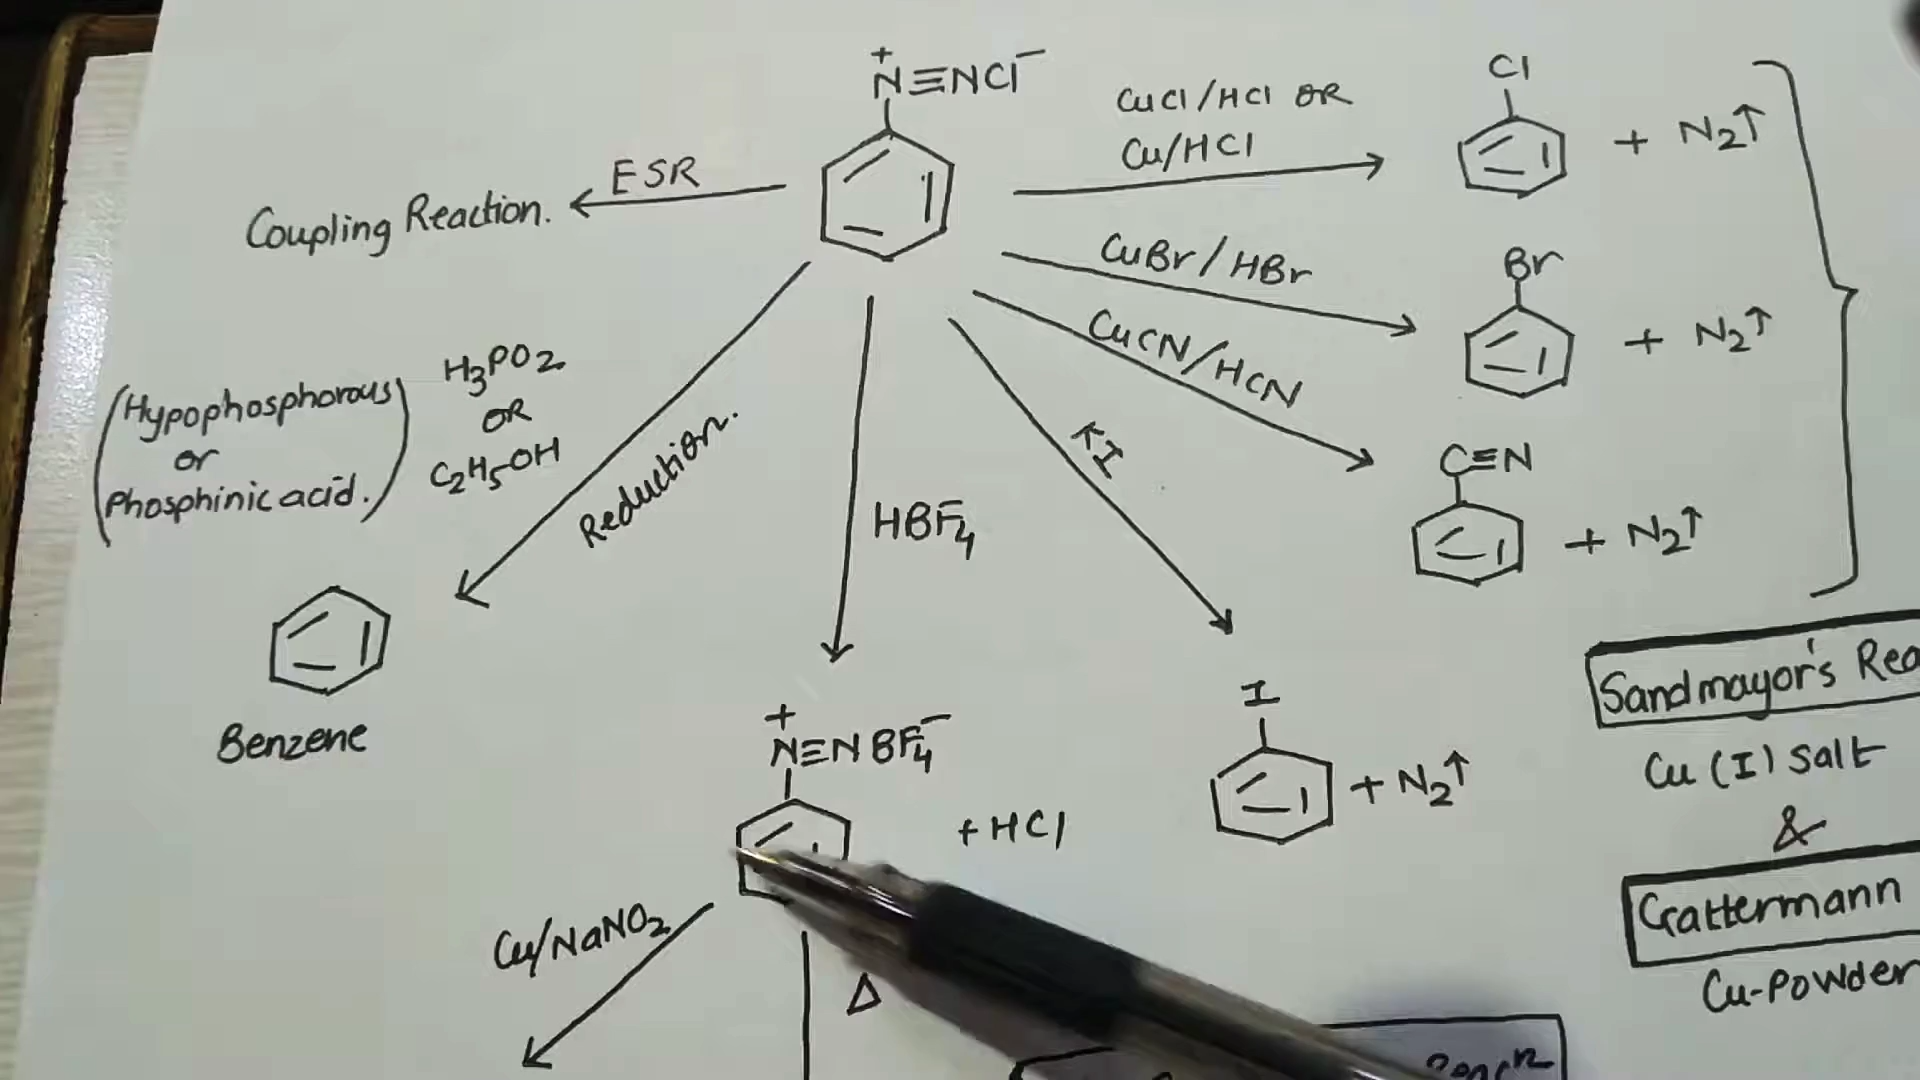 +
N≡NCl⁻
CuCl/HCl OR
Cu/HCl
Cl
+ N2↑
ESR
Coupling Reaction.
CuBr/HBr
Br
+ N2↑
CuCN/HCN
C≡N
+ N2↑
KI
I
+ N2↑
(Hypophosphorous
or
Phosphinic acid.)
H3PO2
OR
C2H5OH
Reduction.
Benzene
HBF4
+
N≡NBF4⁻
+ HCl
Cu/NaNO2
Δ
Sandmayor's Rea
Cu (I) salt
&
Gattermann
Cu-Powder